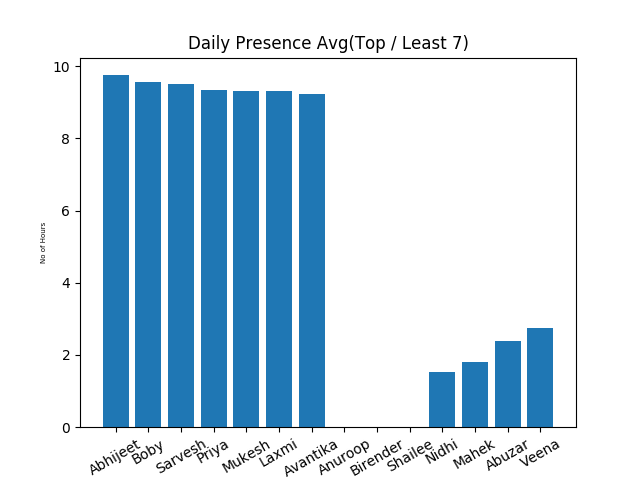 Daily Presence Avg(Top / Least 7)
10
8
6
4
2
0
No of Hours
Abhijeet
Boby
Sarvesh
Priya
Mukesh
Laxmi
Avantika
Anuroop
Birender
Shailee
Nidhi
Mahek
Abuzar
Veena